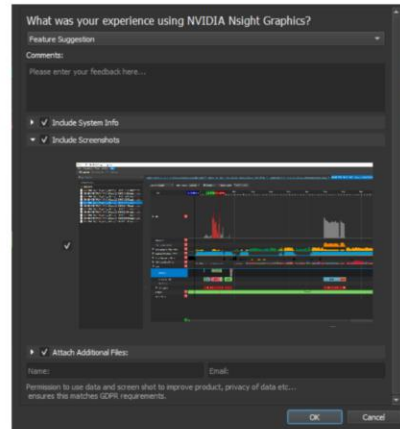 What was your experience using NVIDIA Nsight Graphics?
Feature Suggestion
Comments:
Please enter your feedback here...
Include System Info
Include Screenshots
Attach Additional Files:
Name: Email:
Permission to use data and screen shot to improve product, privacy of data etc...
ensures this matches GDPR requirements.
OK Cancel